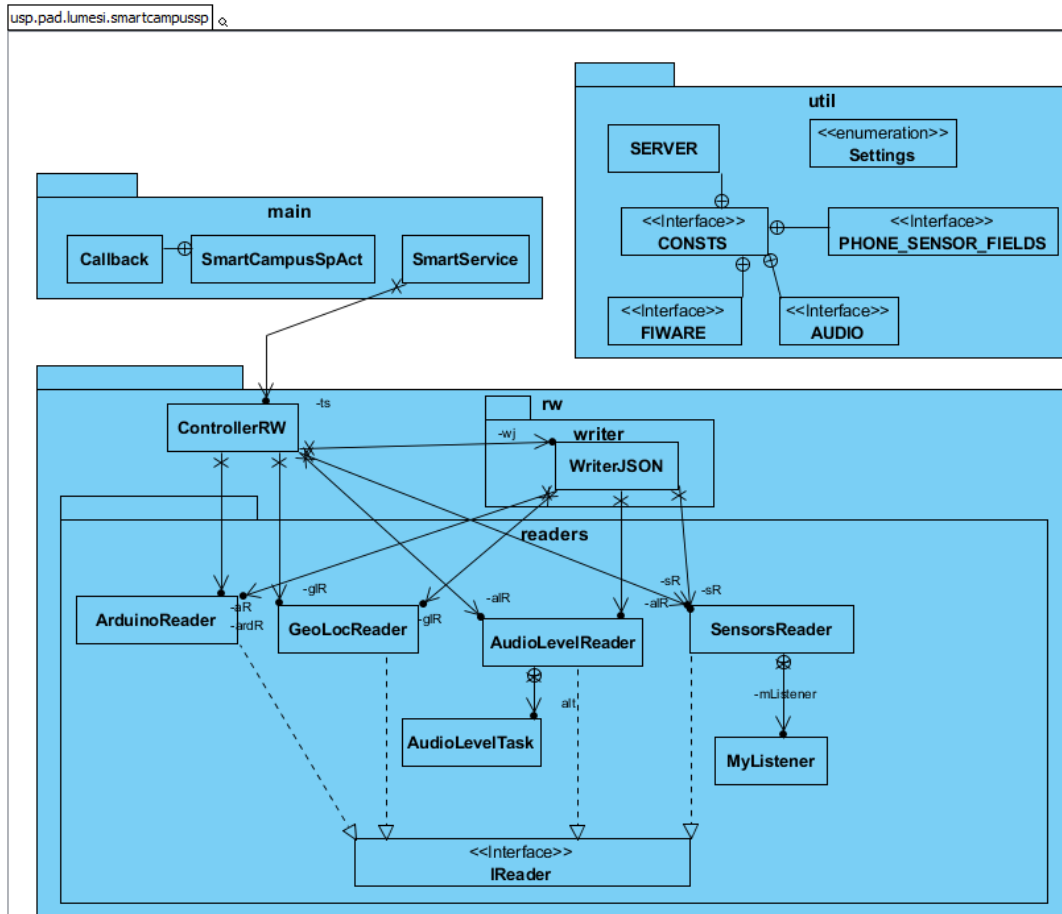 usp.pad.lumesi.smartcampussp
util
SERVER
<<enumeration>>
Settings
<<Interface>>
CONSTS
<<Interface>>
PHONE_SENSOR_FIELDS
<<Interface>>
FIWARE
<<Interface>>
AUDIO
main
Callback
SmartCampusSpAct
SmartService
rw
-ts
ControllerRW
-wj
writer
WriterJSON
readers
-aR
-ardR
ArduinoReader
-glR
-glR
GeoLocReader
-alR
-alR
AudioLevelReader
-sR
-sR
SensorsReader
alt
AudioLevelTask
-mListener
MyListener
<<Interface>>
IReader